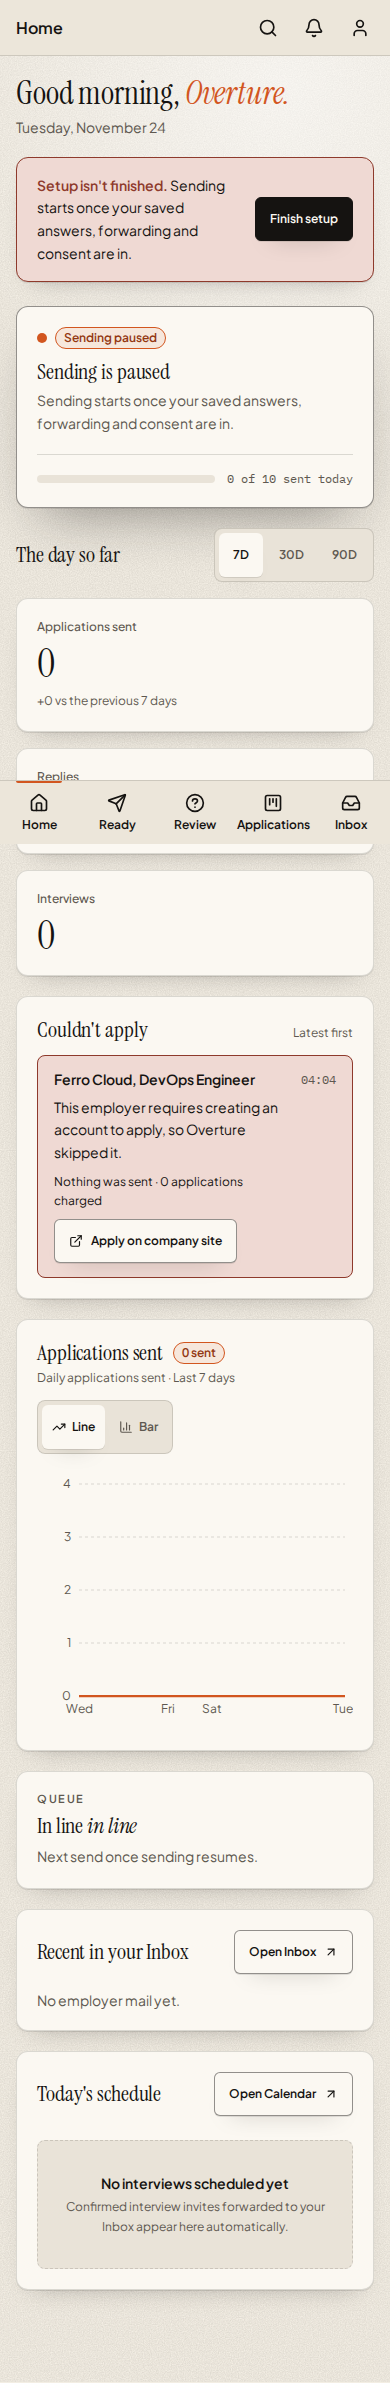 Home
Good morning, Overture.
Tuesday, November 24
Setup isn't finished. Sending
starts once your saved
answers, forwarding and
consent are in.
Finish setup
Sending paused
Sending is paused
Sending starts once your saved answers,
forwarding and consent are in.
0 of 10 sent today
The day so far
7D 30D 90D
Applications sent
0
+0 vs the previous 7 days
Replies
Home Ready Review Applications Inbox
Interviews
0
Couldn't apply
Latest first
Ferro Cloud, DevOps Engineer
04:04
This employer requires creating an
account to apply, so Overture
skipped it.
Nothing was sent · 0 applications
charged
Apply on company site
Applications sent
0 sent
Daily applications sent · Last 7 days
Line Bar
4
3
2
1
0
Wed Fri Sat Tue
QUEUE
In line in line
Next send once sending resumes.
Recent in your Inbox
Open Inbox
No employer mail yet.
Today's schedule
Open Calendar
No interviews scheduled yet
Confirmed interview invites forwarded to your
Inbox appear here automatically.